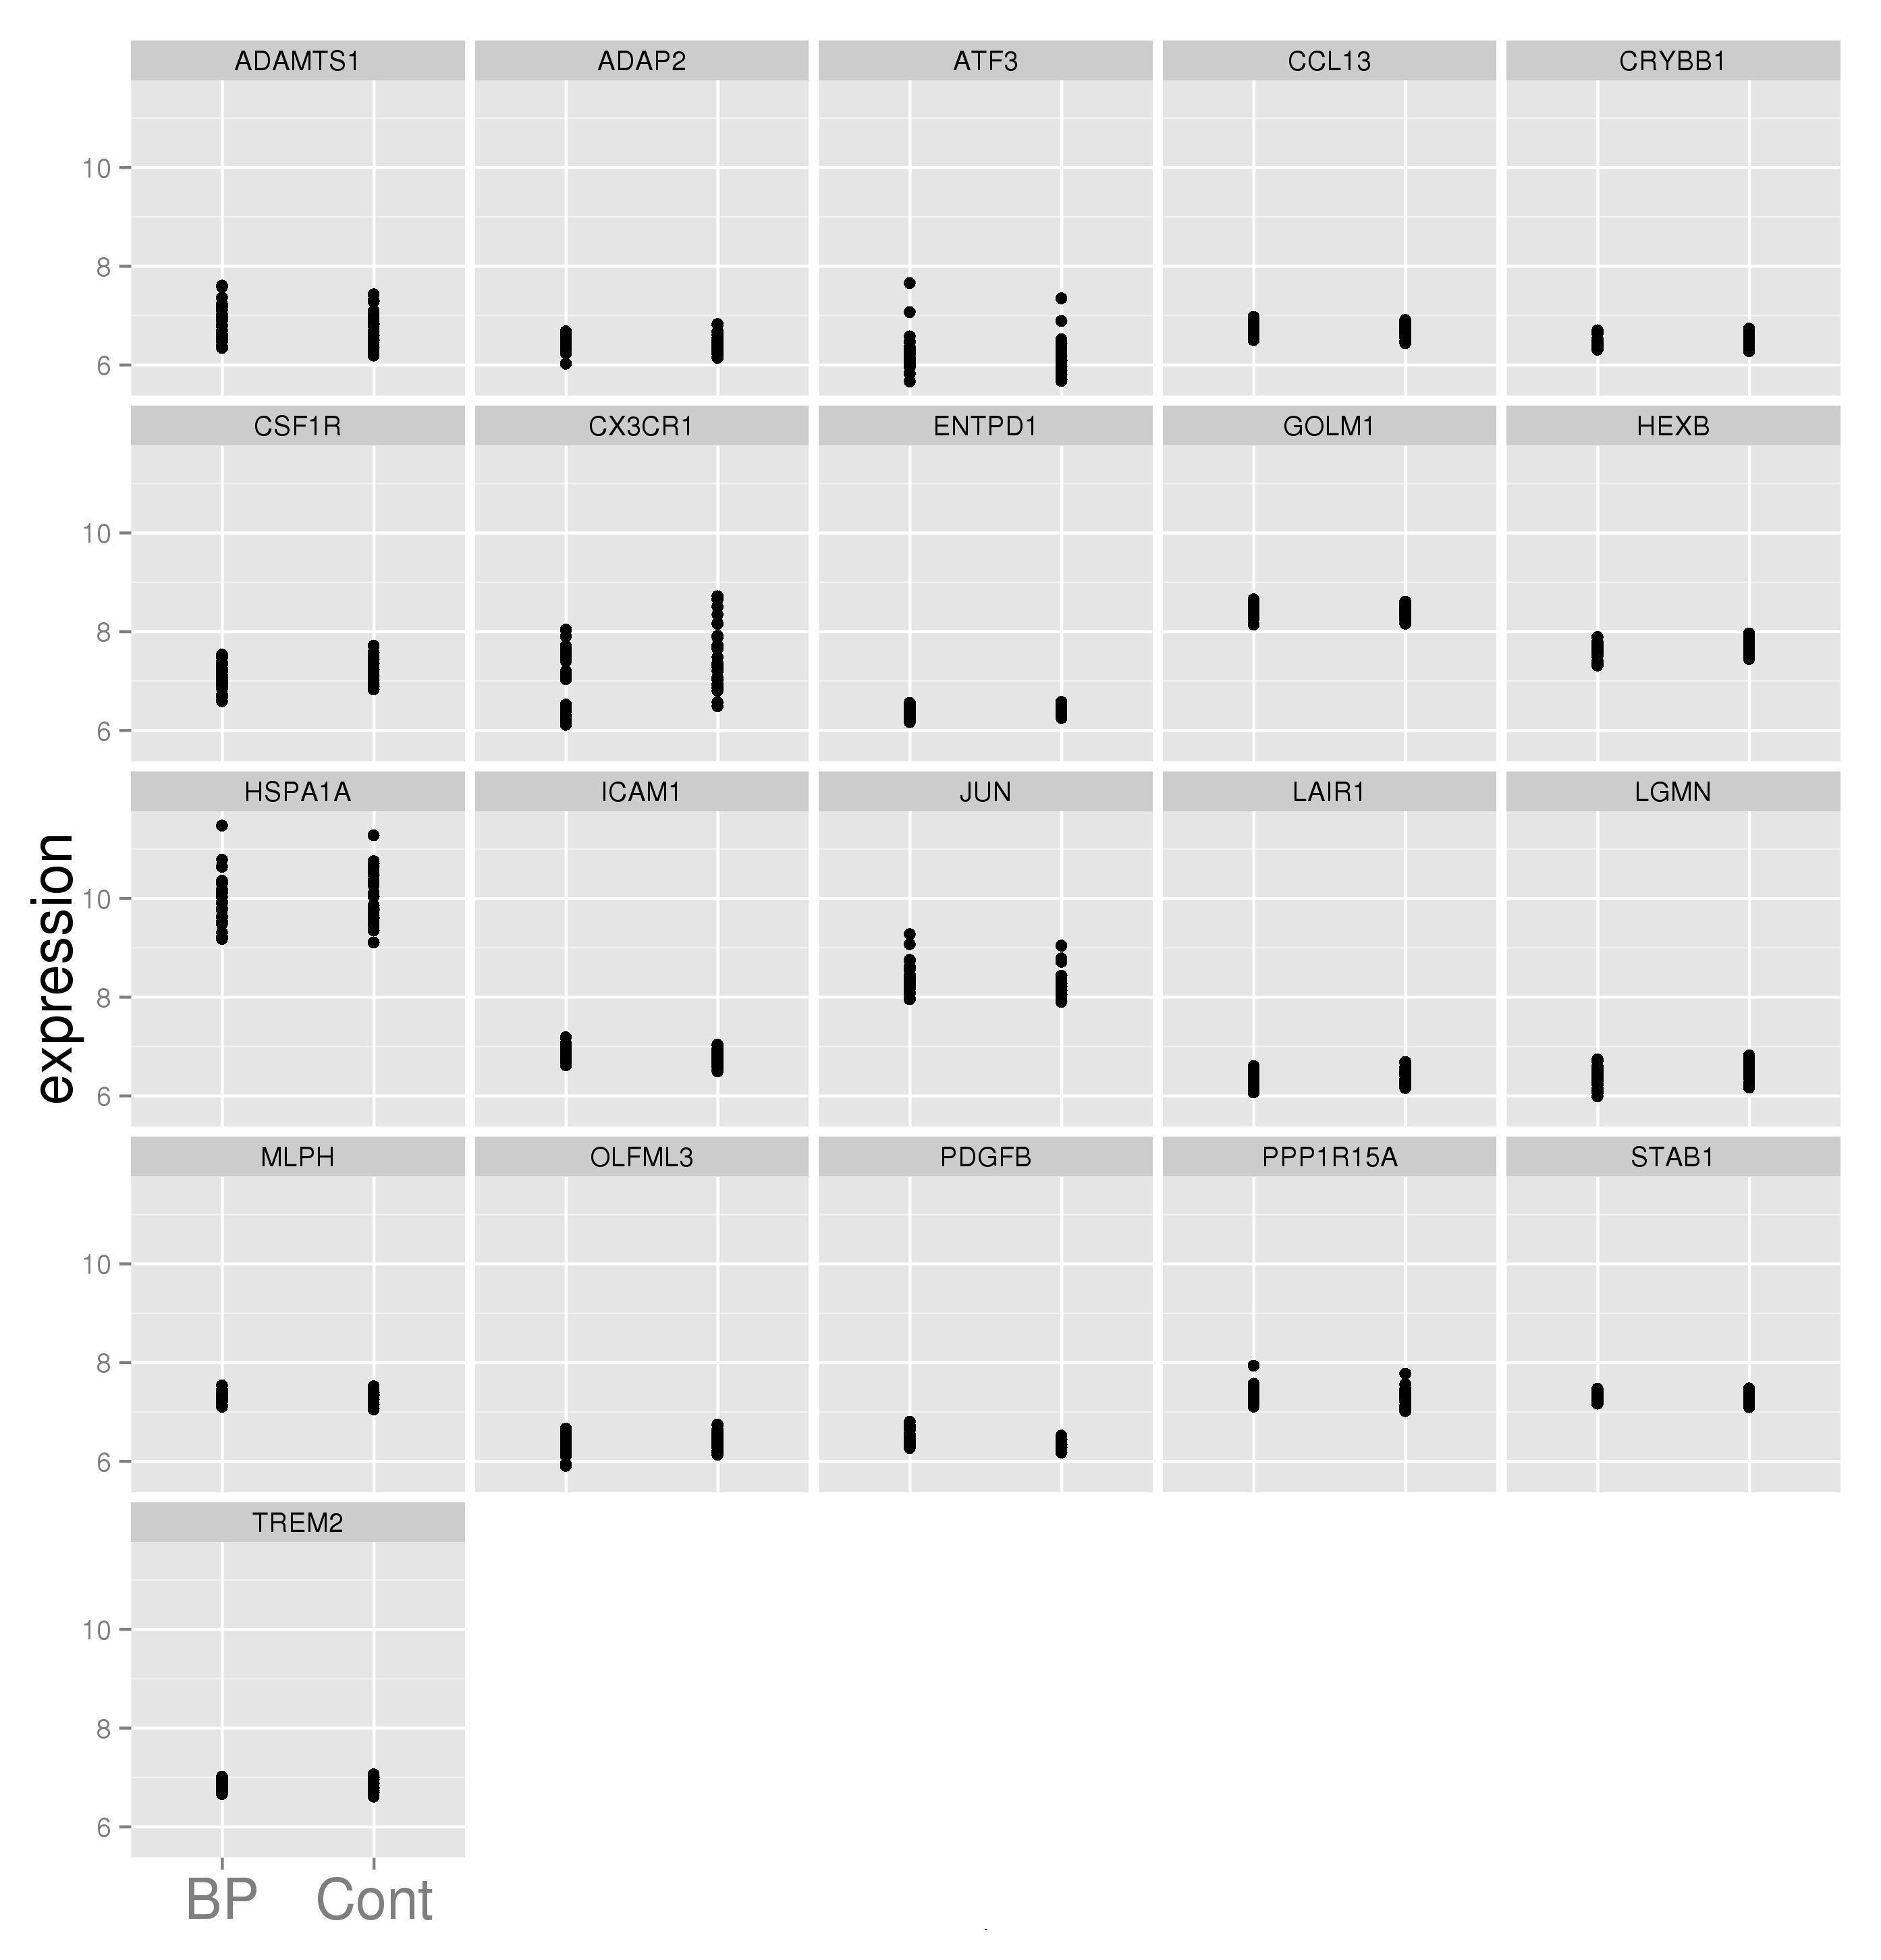 ADAMTS1 ADAP2 ATF3 CCL13 CRYBB1
10
8
6
CSF1R CX3CR1 ENTPD1 GOLM1 HEXB
10
8
6
HSPA1A ICAM1 JUN LAIR1 LGMN
10
8
6
expression
MLPH OLFML3 PDGFB PPP1R15A STAB1
10
8
6
TREM2
10
8
6
BP Cont